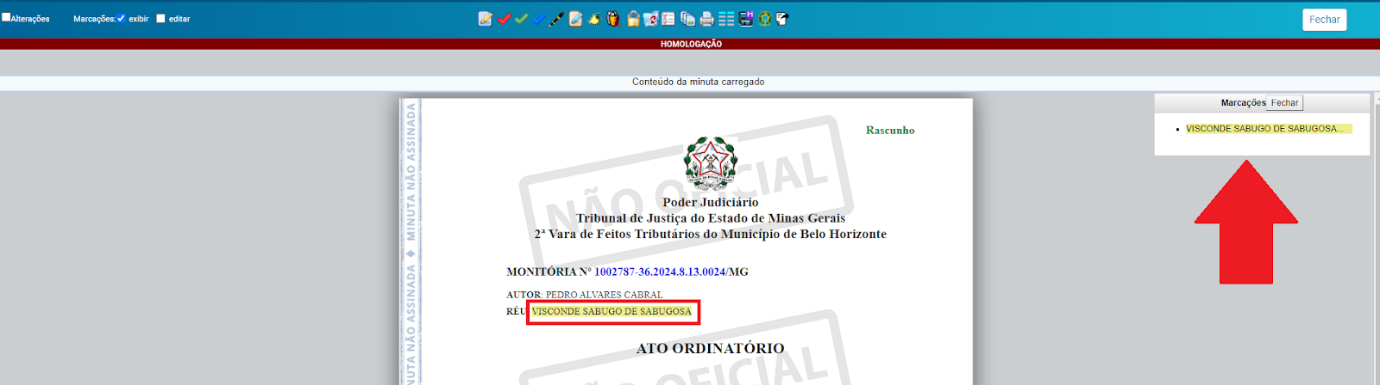 Alterações Marcações: exibir editar Fechar
HOMOLOGAÇÃO
Conteúdo da minuta carregado
Marcações Fechar
VISCONDE SABUGO DE SABUGOSA...
MINUTA NÃO ASSINADA
MINUTA NÃO ASSINADA
Rascunho
NÃO OFICIAL
Poder Judiciário
Tribunal de Justiça do Estado de Minas Gerais
2ª Vara de Feitos Tributários do Município de Belo Horizonte
MONITÓRIA Nº 1002787-36.2024.8.13.0024/MG
AUTOR: PEDRO ALVARES CABRAL
RÉU: VISCONDE SABUGO DE SABUGOSA
ATO ORDINATÓRIO
NÃO OFICIAL